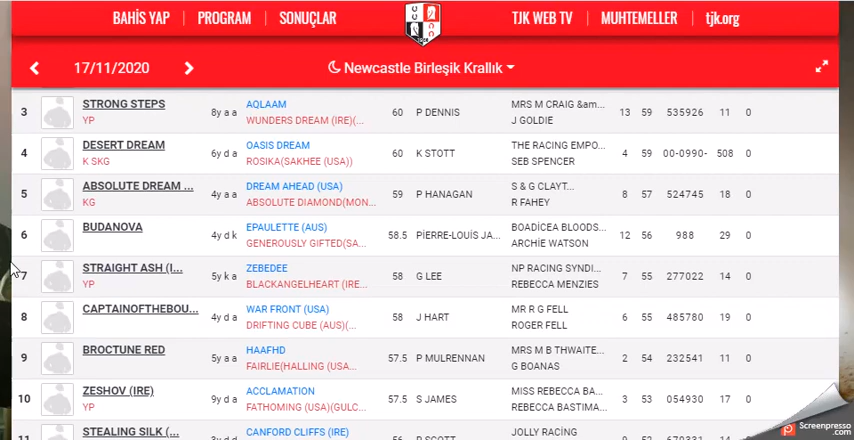 BAHİS YAP PROGRAM SONUÇLAR TJK WEB TV MUHTEMELLER tjk.org
17/11/2020 Newcastle Birleşik Krallık
3 STRONG STEPS 8y a a AQLAAM 60 P DENNIS MRS M CRAIG &am... 13 59 535926 11 0
YP WUNDERS DREAM (IRE)(... J GOLDIE
4 DESERT DREAM 6y d a OASIS DREAM 60 K STOTT THE RACING EMPO... 4 59 00-0990- 508 0
K SKG ROSIKA(SAKHEE (USA)) SEB SPENCER
5 ABSOLUTE DREAM ... 4y a a DREAM AHEAD (USA) 59 P HANAGAN S & G CLAYT... 8 57 524745 18 0
KG ABSOLUTE DIAMOND(MON... R FAHEY
6 BUDANOVA 4y d k EPAULETTE (AUS) 58.5 PİERRE-LOUİS JA... BOADİCEA BLOODS... 12 56 988 29 0
GENEROUSLY GIFTED(SA... ARCHİE WATSON
7 STRAIGHT ASH (I... 5y k a ZEBEDEE 58 G LEE NP RACING SYNDI... 7 55 277022 14 0
YP BLACKANGELHEART (IRE... REBECCA MENZIES
8 CAPTAINOFTHEBOU... 4y d a WAR FRONT (USA) 58 J HART MR R G FELL 6 55 485780 19 0
DRIFTING CUBE (AUS)(... ROGER FELL
9 BROCTUNE RED 5y a a HAAFHD 57.5 P MULRENNAN MRS M B THWAITE... 2 54 232541 11 0
FAIRLIE(HALLING (USA... G BOANAS
10 ZESHOV (IRE) 9y d a ACCLAMATION 57.5 S JAMES MISS REBECCA BA... 3 53 054930 17 0
YP FATHOMING (USA)(GULC... REBECCA BASTIMA...
11 STEALING SILK (... CANFORD CLIFFS (IRE) 56 P SCOTT JOLLY RACİNG 9 52
Screenpresso
.com